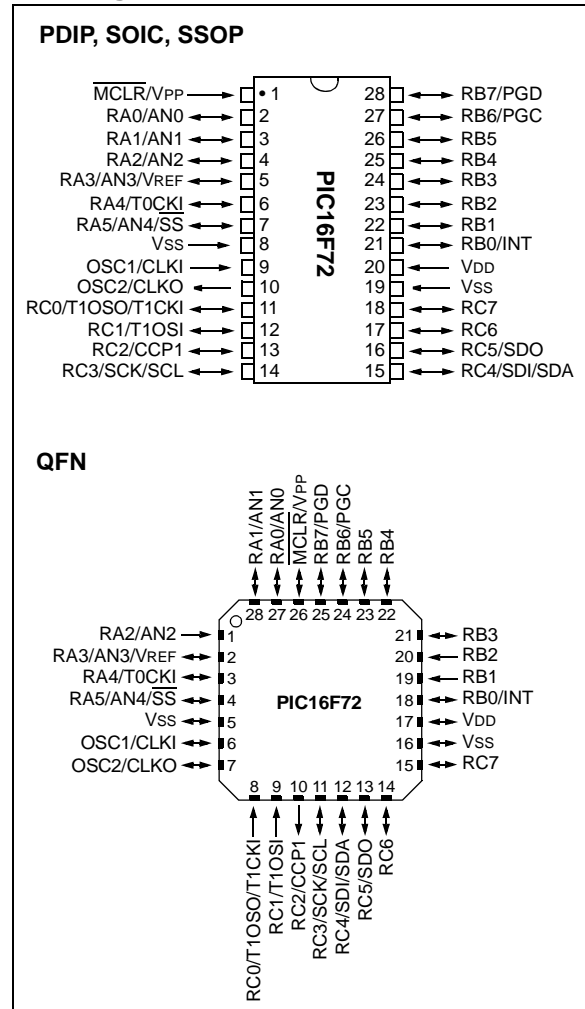 PDIP, SOIC, SSOP
MCLR/VPP 1 28 RB7/PGD
RA0/AN0 2 27 RB6/PGC
RA1/AN1 3 26 RB5
RA2/AN2 4 25 RB4
RA3/AN3/VREF 5 24 RB3
RA4/T0CKI 6 23 RB2
RA5/AN4/SS 7 22 RB1
VSS 8 21 RB0/INT
OSC1/CLKI 9 20 VDD
OSC2/CLKO 10 19 VSS
RC0/T1OSO/T1CKI 11 18 RC7
RC1/T1OSI 12 17 RC6
RC2/CCP1 13 16 RC5/SDO
RC3/SCK/SCL 14 15 RC4/SDI/SDA
PIC16F72
QFN
RA1/AN1
RA0/AN0
MCLR/VPP
RB7/PGD
RB6/PGC
RB5
RB4
28 27 26 25 24 23 22
RA2/AN2 1 21 RB3
RA3/AN3/VREF 2 20 RB2
RA4/T0CKI 3 19 RB1
RA5/AN4/SS 4 PIC16F72 18 RB0/INT
VSS 5 17 VDD
OSC1/CLKI 6 16 VSS
OSC2/CLKO 7 15 RC7
8 9 10 11 12 13 14
RC0/T1OSO/T1CKI
RC1/T1OSI
RC2/CCP1
RC3/SCK/SCL
RC4/SDI/SDA
RC5/SDO
RC6